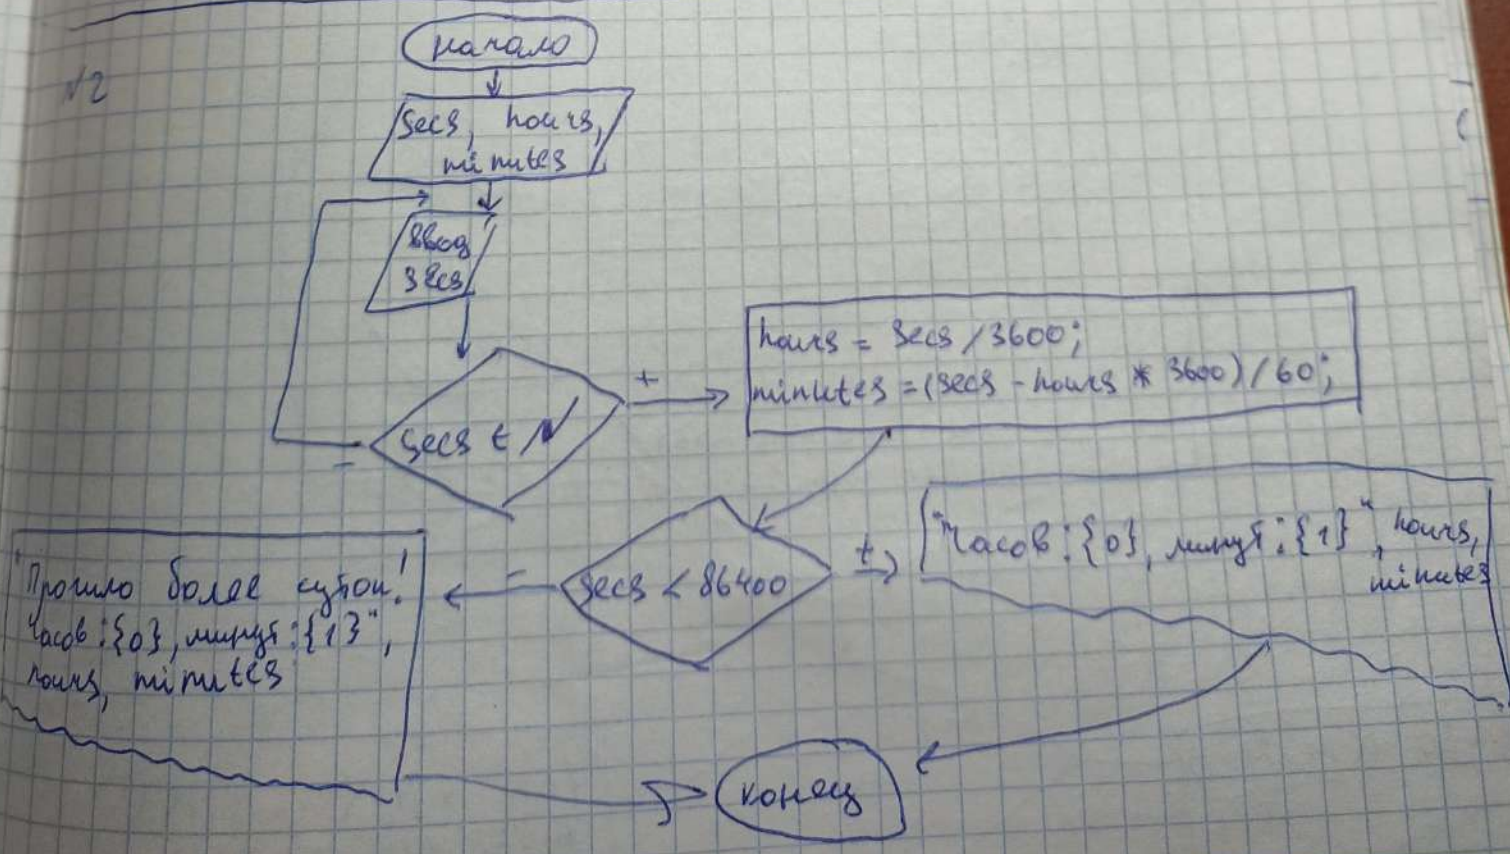 №2
начало
secs, hours,
minutes
ввод
secs
secs ∈ N
+
-
hours = secs / 3600;
minutes = (secs - hours * 3600) / 60;
secs < 86400
+
-
"Часов: {0}, минут: {1}", hours,
minutes
"Прошло более суток!
Часов: {0}, минут: {1}",
hours, minutes
конец